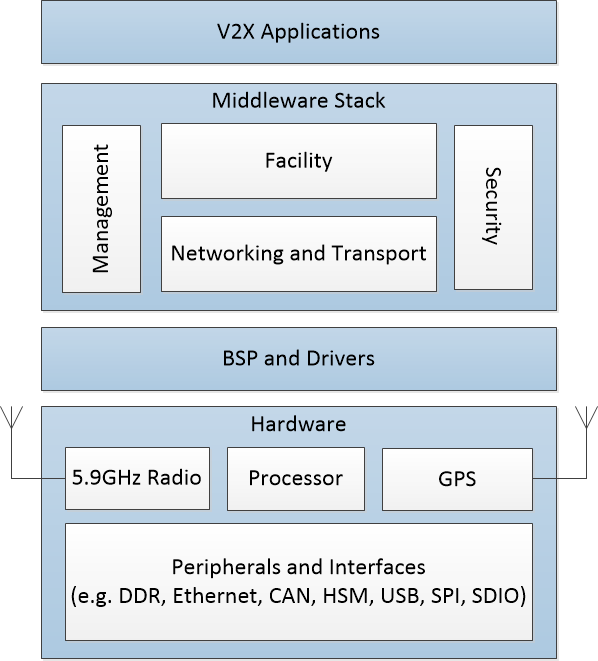 V2X Applications
Middleware Stack
Management
Facility
Networking and Transport
Security
BSP and Drivers
Hardware
5.9GHz Radio
Processor
GPS
Peripherals and Interfaces
(e.g. DDR, Ethernet, CAN, HSM, USB, SPI, SDIO)